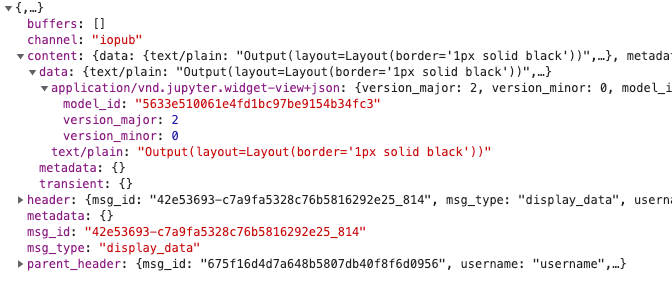 {,…}
buffers: []
channel: "iopub"
content: {data: {text/plain: "Output(layout=Layout(border='1px solid black'))",…}, metada
data: {text/plain: "Output(layout=Layout(border='1px solid black'))",…}
application/vnd.jupyter.widget-view+json: {version_major: 2, version_minor: 0, model_i
model_id: "5633e510061e4fd1bc97be9154b34fc3"
version_major: 2
version_minor: 0
text/plain: "Output(layout=Layout(border='1px solid black'))"
metadata: {}
transient: {}
header: {msg_id: "42e53693-c7a9fa5328c76b5816292e25_814", msg_type: "display_data", userna
metadata: {}
msg_id: "42e53693-c7a9fa5328c76b5816292e25_814"
msg_type: "display_data"
parent_header: {msg_id: "675f16d4d7a648b5807db40f8f6d0956", username: "username",…}